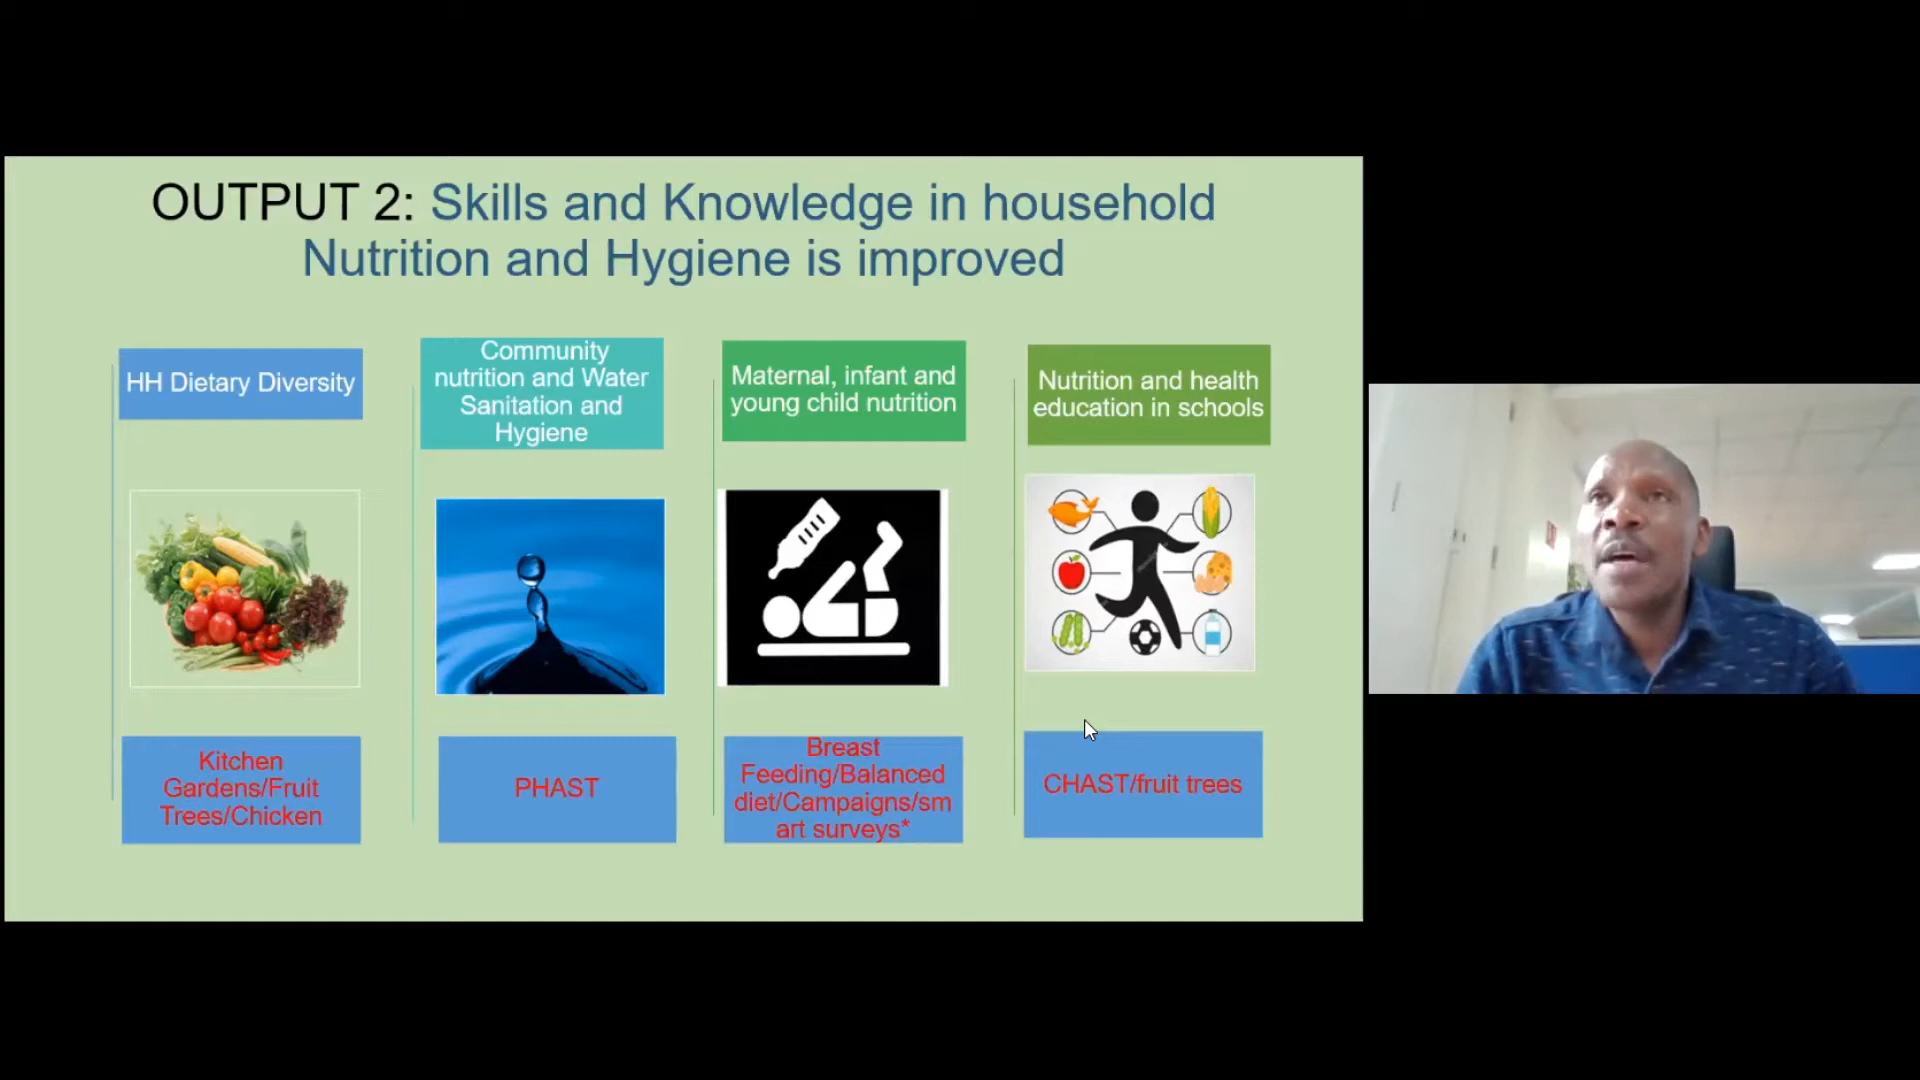 OUTPUT 2: Skills and Knowledge in household
Nutrition and Hygiene is improved
HH Dietary Diversity
Community
nutrition and Water
Sanitation and
Hygiene
Maternal, infant and
young child nutrition
Nutrition and health
education in schools
Kitchen
Gardens/Fruit
Trees/Chicken
PHAST
Breast
Feeding/Balanced
diet/Campaigns/sm
art surveys*
CHAST/fruit trees